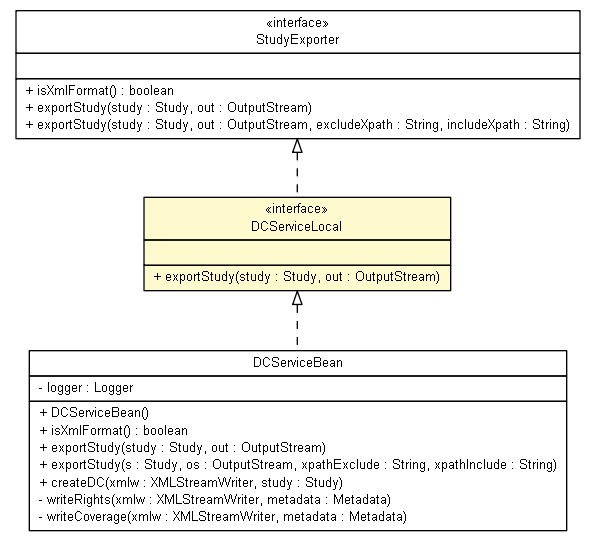 «interface»
StudyExporter
+ isXmlFormat() : boolean
+ exportStudy(study : Study, out : OutputStream)
+ exportStudy(study : Study, out : OutputStream, excludeXpath : String, includeXpath : String)
«interface»
DCServiceLocal
+ exportStudy(study : Study, out : OutputStream)
DCServiceBean
- logger : Logger
+ DCServiceBean()
+ isXmlFormat() : boolean
+ exportStudy(study : Study, out : OutputStream)
+ exportStudy(s : Study, os : OutputStream, xpathExclude : String, xpathInclude : String)
+ createDC(xmlw : XMLStreamWriter, study : Study)
- writeRights(xmlw : XMLStreamWriter, metadata : Metadata)
- writeCoverage(xmlw : XMLStreamWriter, metadata : Metadata)